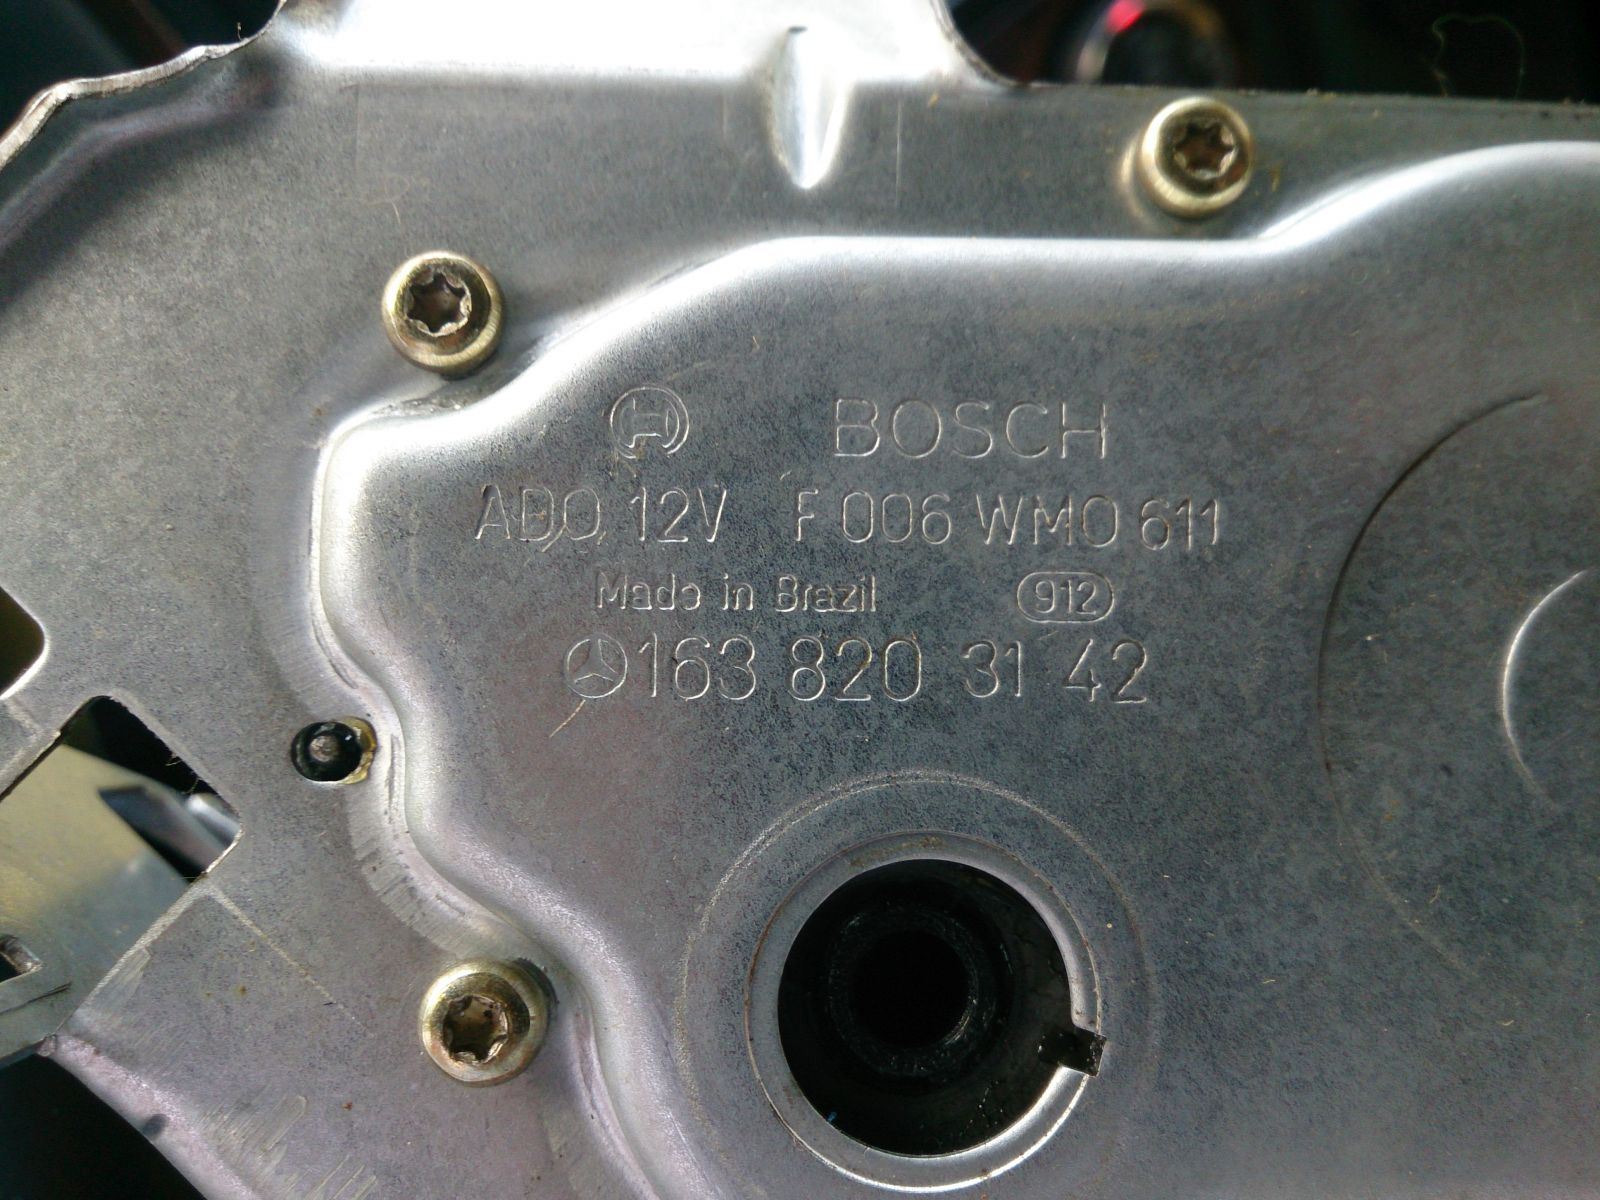 BOSCH
ADO 12V F 006 WM0 611
Made in Brazil 912
163 820 31 42